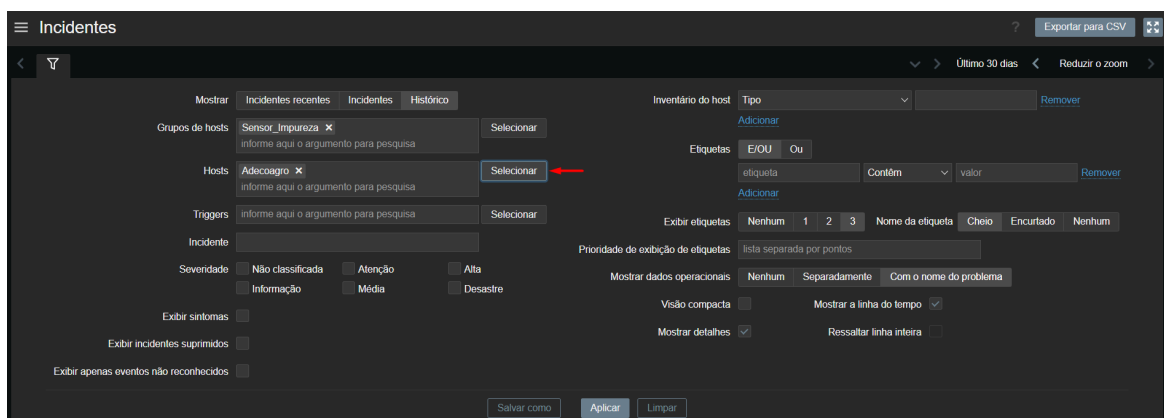 Incidentes
? Exportar para CSV
Último 30 dias Reduzir o zoom
Mostrar Incidentes recentes Incidentes Histórico
Grupos de hosts Sensor_Impureza × Selecionar
informe aqui o argumento para pesquisa
Hosts Adecoagro × Selecionar
informe aqui o argumento para pesquisa
Triggers informe aqui o argumento para pesquisa Selecionar
Incidente
Severidade Não classificada Atenção Alta
Informação Média Desastre
Exibir sintomas
Exibir incidentes suprimidos
Exibir apenas eventos não reconhecidos
Inventário do host Tipo Remover
Adicionar
Etiquetas E/OU Ou
etiqueta Contêm valor Remover
Adicionar
Exibir etiquetas Nenhum 1 2 3 Nome da etiqueta Cheio Encurtado Nenhum
Prioridade de exibição de etiquetas lista separada por pontos
Mostrar dados operacionais Nenhum Separadamente Com o nome do problema
Visão compacta Mostrar a linha do tempo
Mostrar detalhes Ressaltar linha inteira
Salvar como Aplicar Limpar